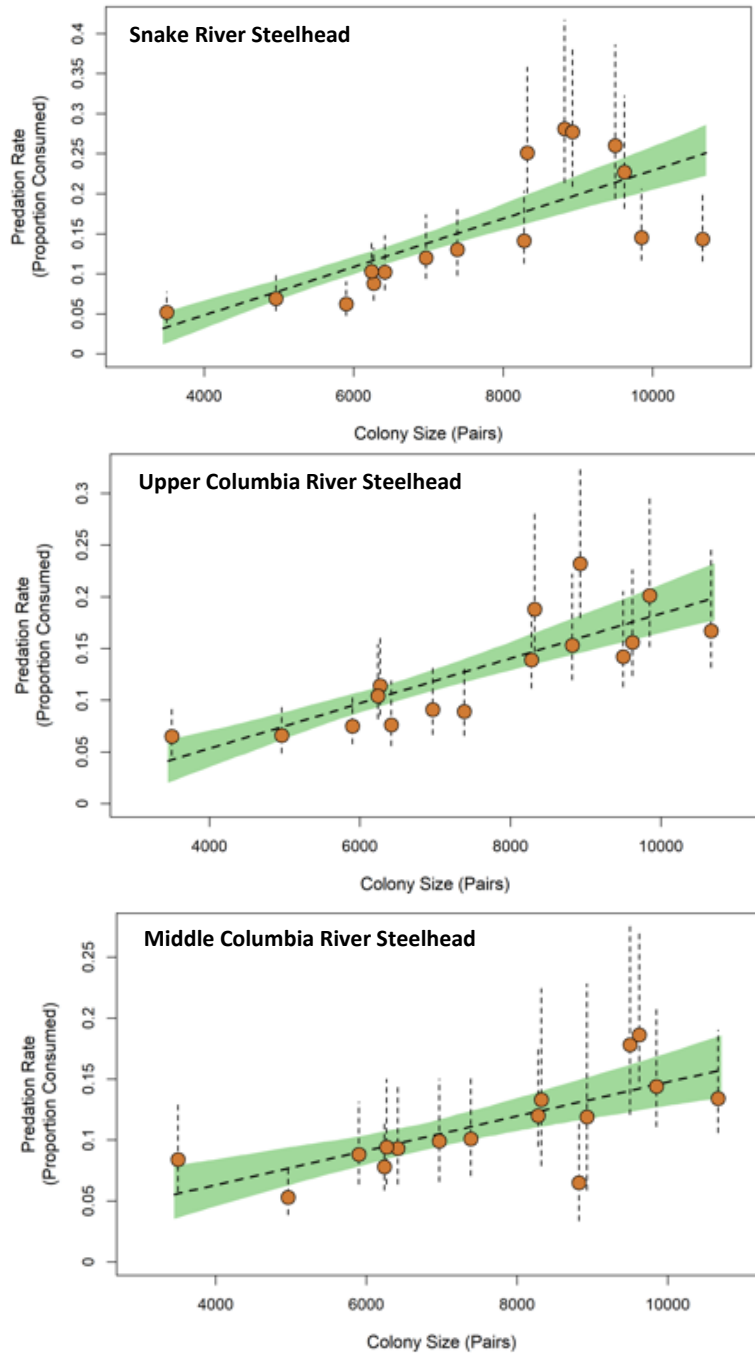 Snake River Steelhead
Predation Rate
(Proportion Consumed)
0.4
0.35
0.3
0.25
0.2
0.15
0.1
0.05
0
4000 6000 8000 10000
Colony Size (Pairs)
Upper Columbia River Steelhead
Predation Rate
(Proportion Consumed)
0.3
0.25
0.2
0.15
0.1
0.05
0
4000 6000 8000 10000
Colony Size (Pairs)
Middle Columbia River Steelhead
Predation Rate
(Proportion Consumed)
0.25
0.2
0.15
0.1
0.05
0
4000 6000 8000 10000
Colony Size (Pairs)